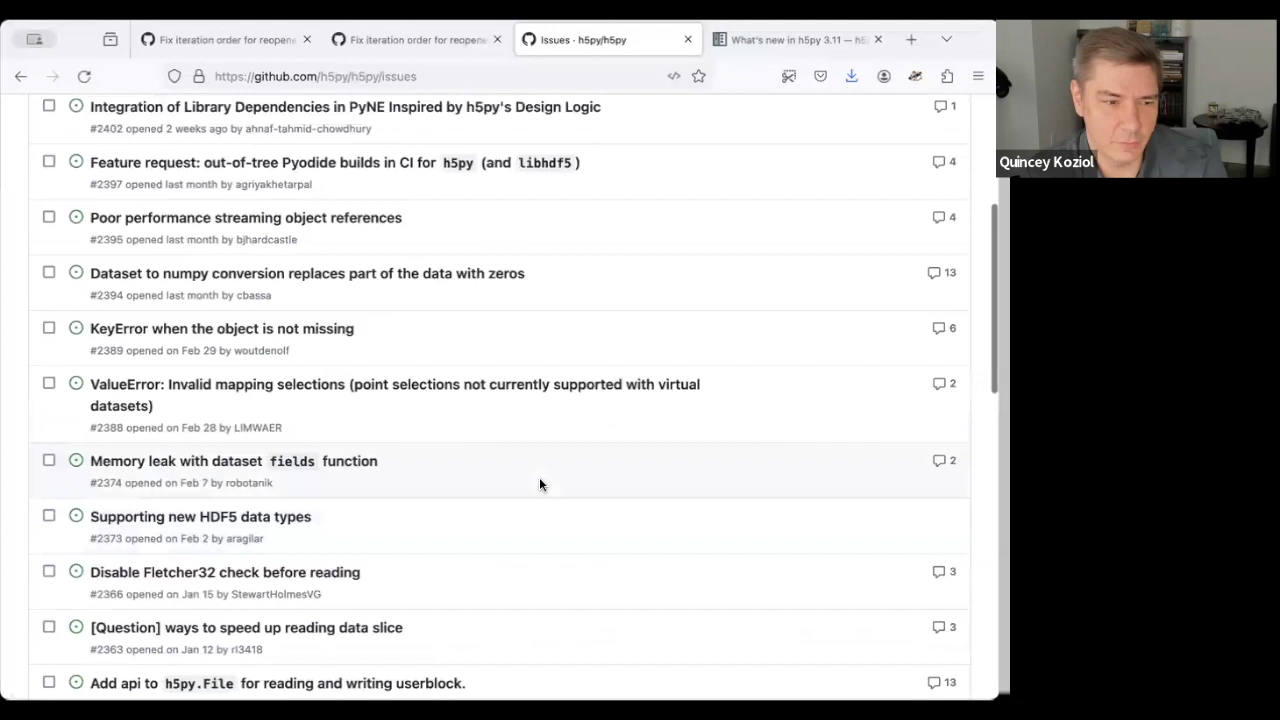 Fix iteration order for reopene
Fix iteration order for reopene
Issues · h5py/h5py
What's new in h5py 3.11 — h5
https://github.com/h5py/h5py/issues
Quincey Koziol
Integration of Library Dependencies in PyNE Inspired by h5py's Design Logic
1
#2402 opened 2 weeks ago by ahnaf-tahmid-chowdhury
Feature request: out-of-tree Pyodide builds in CI for h5py (and libhdf5)
4
#2397 opened last month by agriyakhetarpal
Poor performance streaming object references
4
#2395 opened last month by bjhardcastle
Dataset to numpy conversion replaces part of the data with zeros
13
#2394 opened last month by cbassa
KeyError when the object is not missing
6
#2389 opened on Feb 29 by woutdenolf
ValueError: Invalid mapping selections (point selections not currently supported with virtual
datasets)
2
#2388 opened on Feb 28 by LIMWAER
Memory leak with dataset fields function
2
#2374 opened on Feb 7 by robotanik
Supporting new HDF5 data types
#2373 opened on Feb 2 by aragilar
Disable Fletcher32 check before reading
3
#2366 opened on Jan 15 by StewartHolmesVG
[Question] ways to speed up reading data slice
3
#2363 opened on Jan 12 by rl3418
Add api to h5py.File for reading and writing userblock.
13